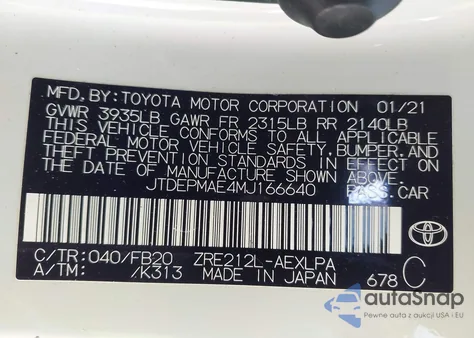 MFD. BY: TOYOTA MOTOR CORPORATION 01/21
GVWR 3935LB GAWR FR 2315LB RR 2140LB
THIS VEHICLE CONFORMS TO ALL APPLICABLE
FEDERAL MOTOR VEHICLE SAFETY, BUMPER, AND
THEFT PREVENTION STANDARDS IN EFFECT ON
THE DATE OF MANUFACTURE SHOWN ABOVE.
JTDEPMAE4MJ166640 PASS. CAR
C/TR: 040/FB20 ZRE212L-AEXLPA
A/TM: /K313 MADE IN JAPAN 678 C
TOYOTA
autaSnap
Pewne auta z aukcji USA i EU